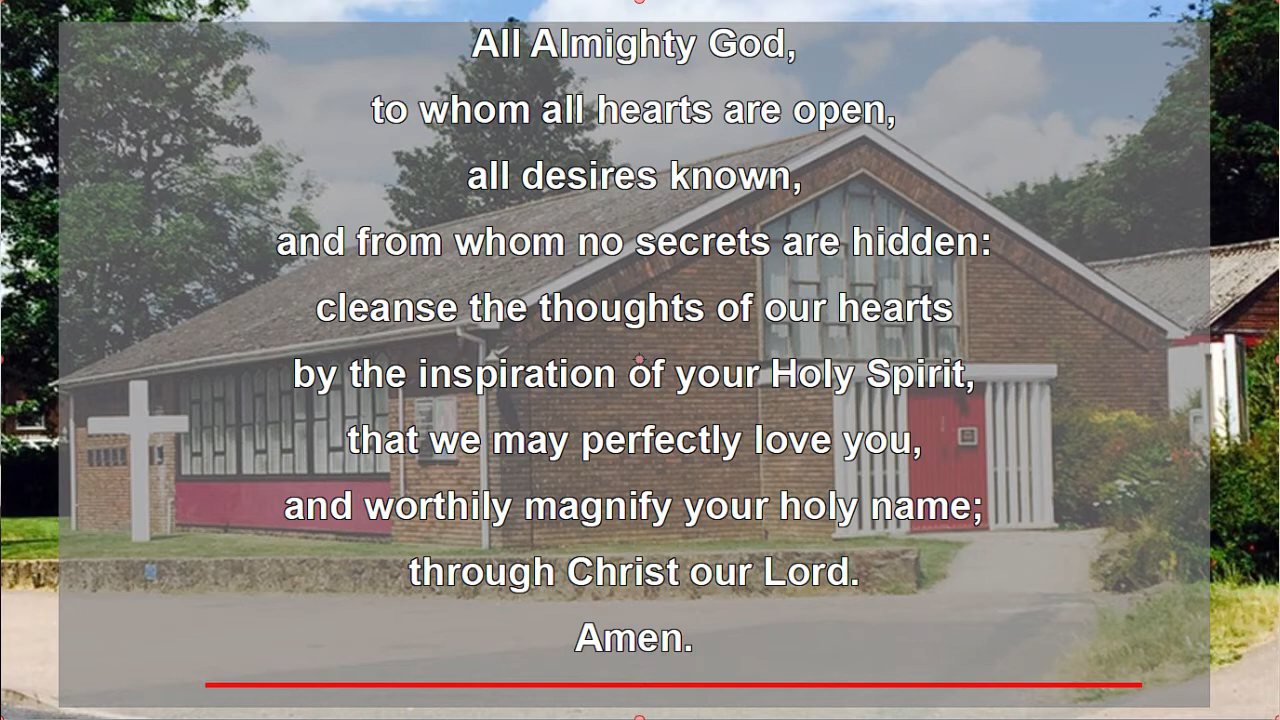 All Almighty God,
to whom all hearts are open,
all desires known,
and from whom no secrets are hidden:
cleanse the thoughts of our hearts
by the inspiration of your Holy Spirit,
that we may perfectly love you,
and worthily magnify your holy name;
through Christ our Lord.
Amen.